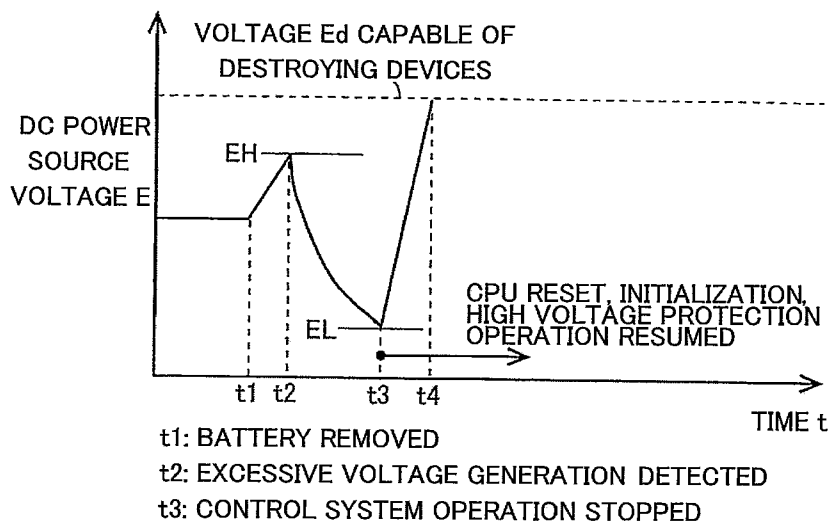 VOLTAGE Ed CAPABLE OF
DESTROYING DEVICES
DC POWER
SOURCE
VOLTAGE E
EH
EL
CPU RESET, INITIALIZATION,
HIGH VOLTAGE PROTECTION
OPERATION RESUMED
t1 t2 t3 t4
TIME t
t1: BATTERY REMOVED
t2: EXCESSIVE VOLTAGE GENERATION DETECTED
t3: CONTROL SYSTEM OPERATION STOPPED